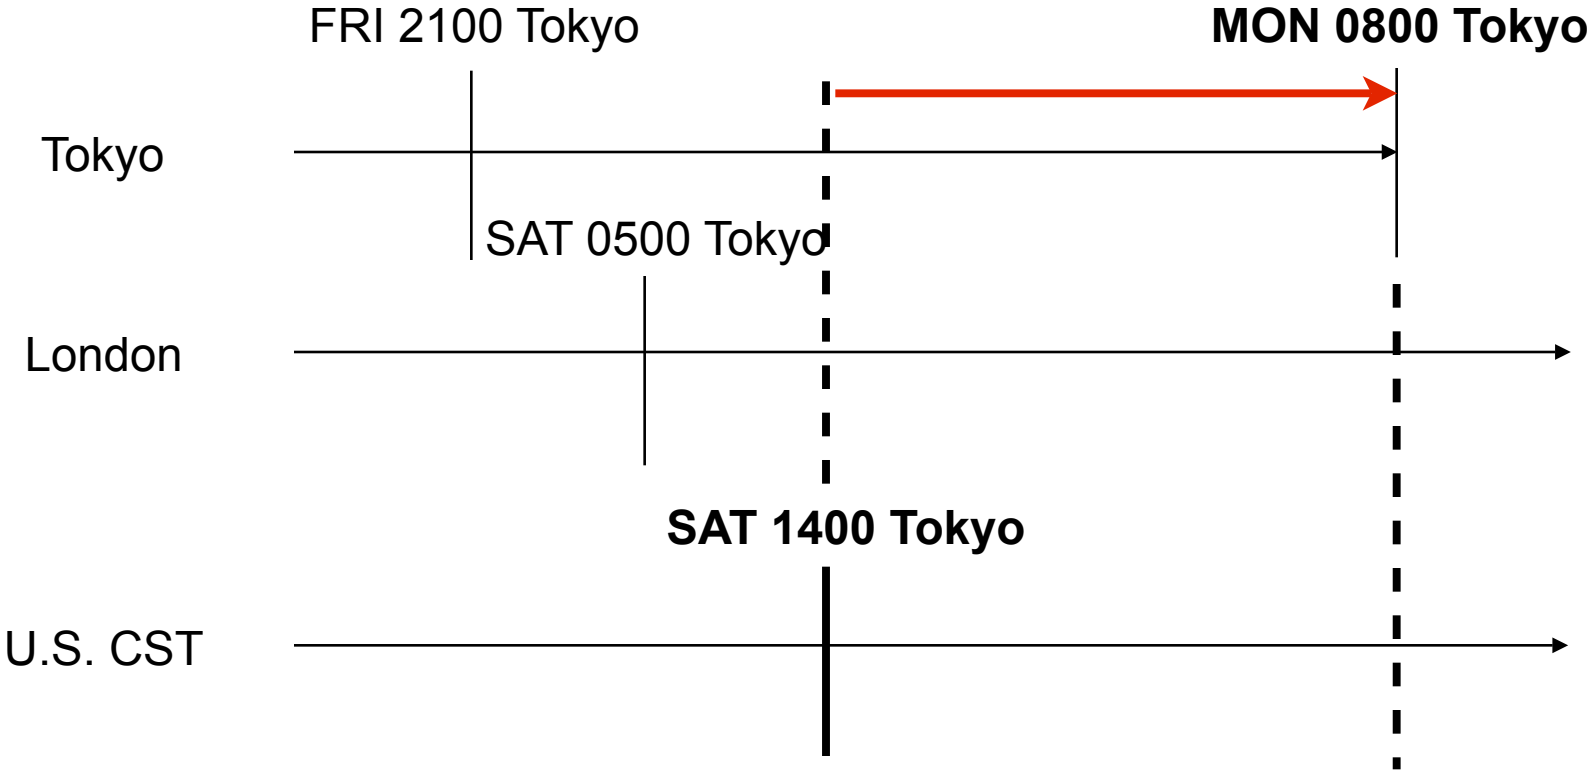 FRI 2100 Tokyo
MON 0800 Tokyo
Tokyo
SAT 0500 Tokyo
London
SAT 1400 Tokyo
U.S. CST